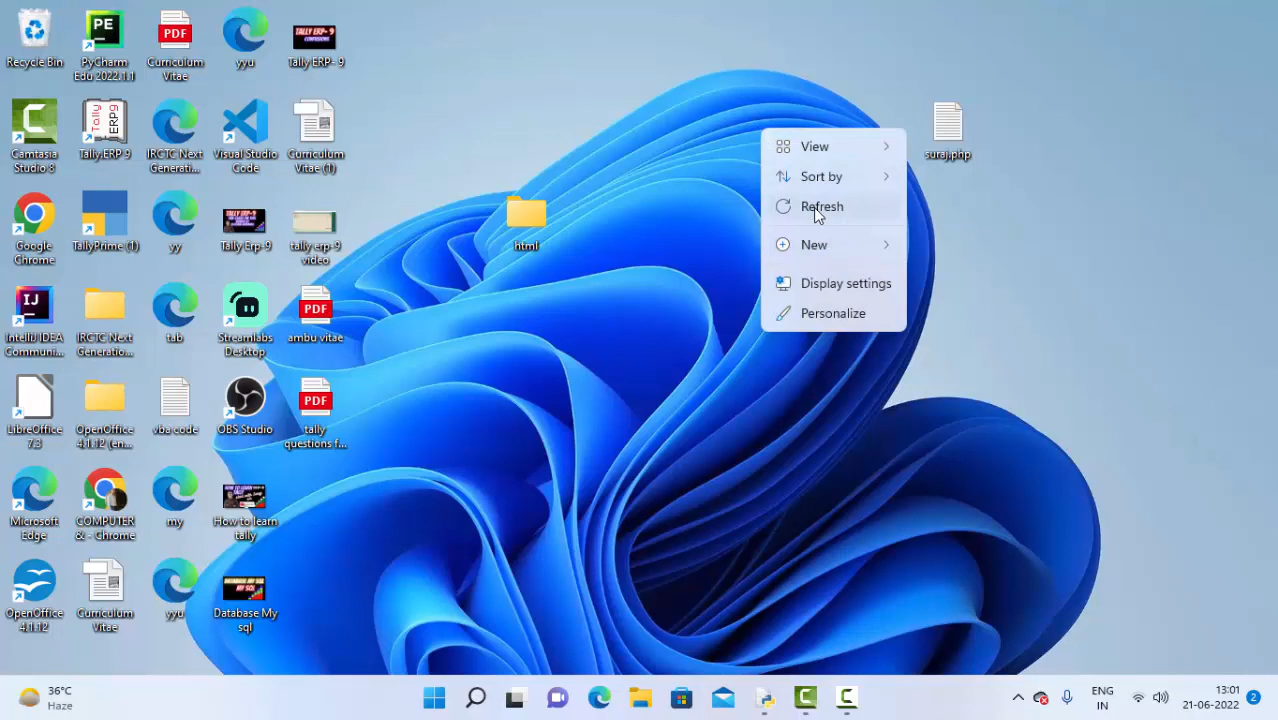 Recycle Bin
PyCharm
Edu 2022.1.1
PDF
Curriculum
Vitae
yyu
TALLY ERP- 9
Tally ERP- 9
Camtasia
Studio 8
Tally.ERP 9
IRCTC Next
Generati...
Visual Studio
Code
Curriculum
Vitae (1)
suraj.php
View
Sort by
Refresh
New
Display settings
Personalize
Google
Chrome
TallyPrime (1)
yy
Tally Erp-9
tally erp-9
video
html
IntelliJ IDEA
Communi...
IRCTC Next
Generatio...
tab
Streamlabs
Desktop
PDF
ambu vitae
LibreOffice
7.3
OpenOffice
4.1.12 (en...
vba code
OBS Studio
PDF
tally
questions f...
Microsoft
Edge
COMPUTER
& - Chrome
my
How to learn
tally
OpenOffice
4.1.12
Curriculum
Vitae
yyu
Database My
sql
36°C
Haze
ENG
IN
13:01
21-06-2022
2